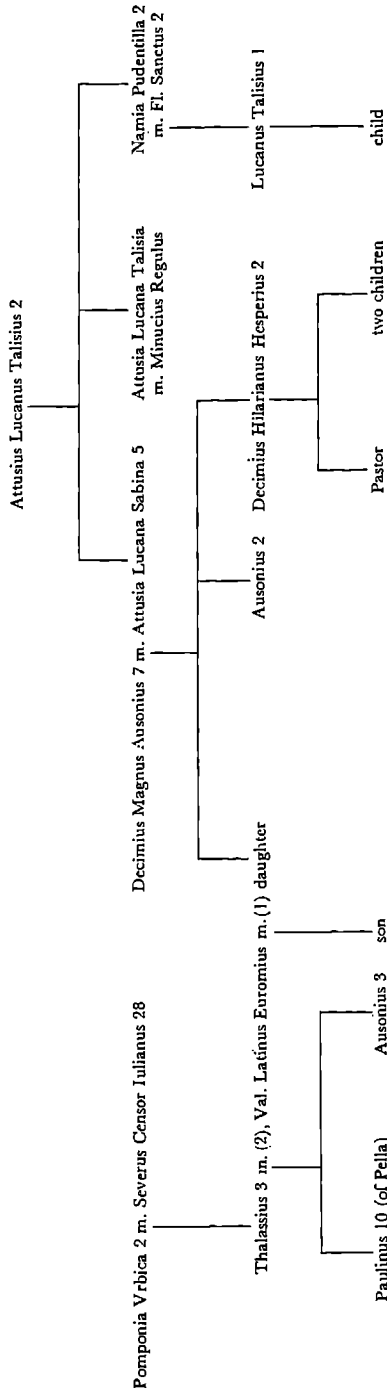 Attusius Lucanus Talisius 2
Attusia Lucana Talisia
m. Minucius Regulus
Namia Pudentilla 2
m. Fl. Sanctus 2
Decimius Magnus Ausonius 7 m. Attusia Lucana Sabina 5
Lucanus Talisius 1
Pomponia Vrbica 2 m. Severus Censor Iulianus 28
Ausonius 2
Decimius Hilarianus Hesperius 2
Thalassius 3 m. (2), Val. Latinus Euromius m. (1) daughter
child
Paulinus 10 (of Pella)
Ausonius 3
son
Pastor
two children